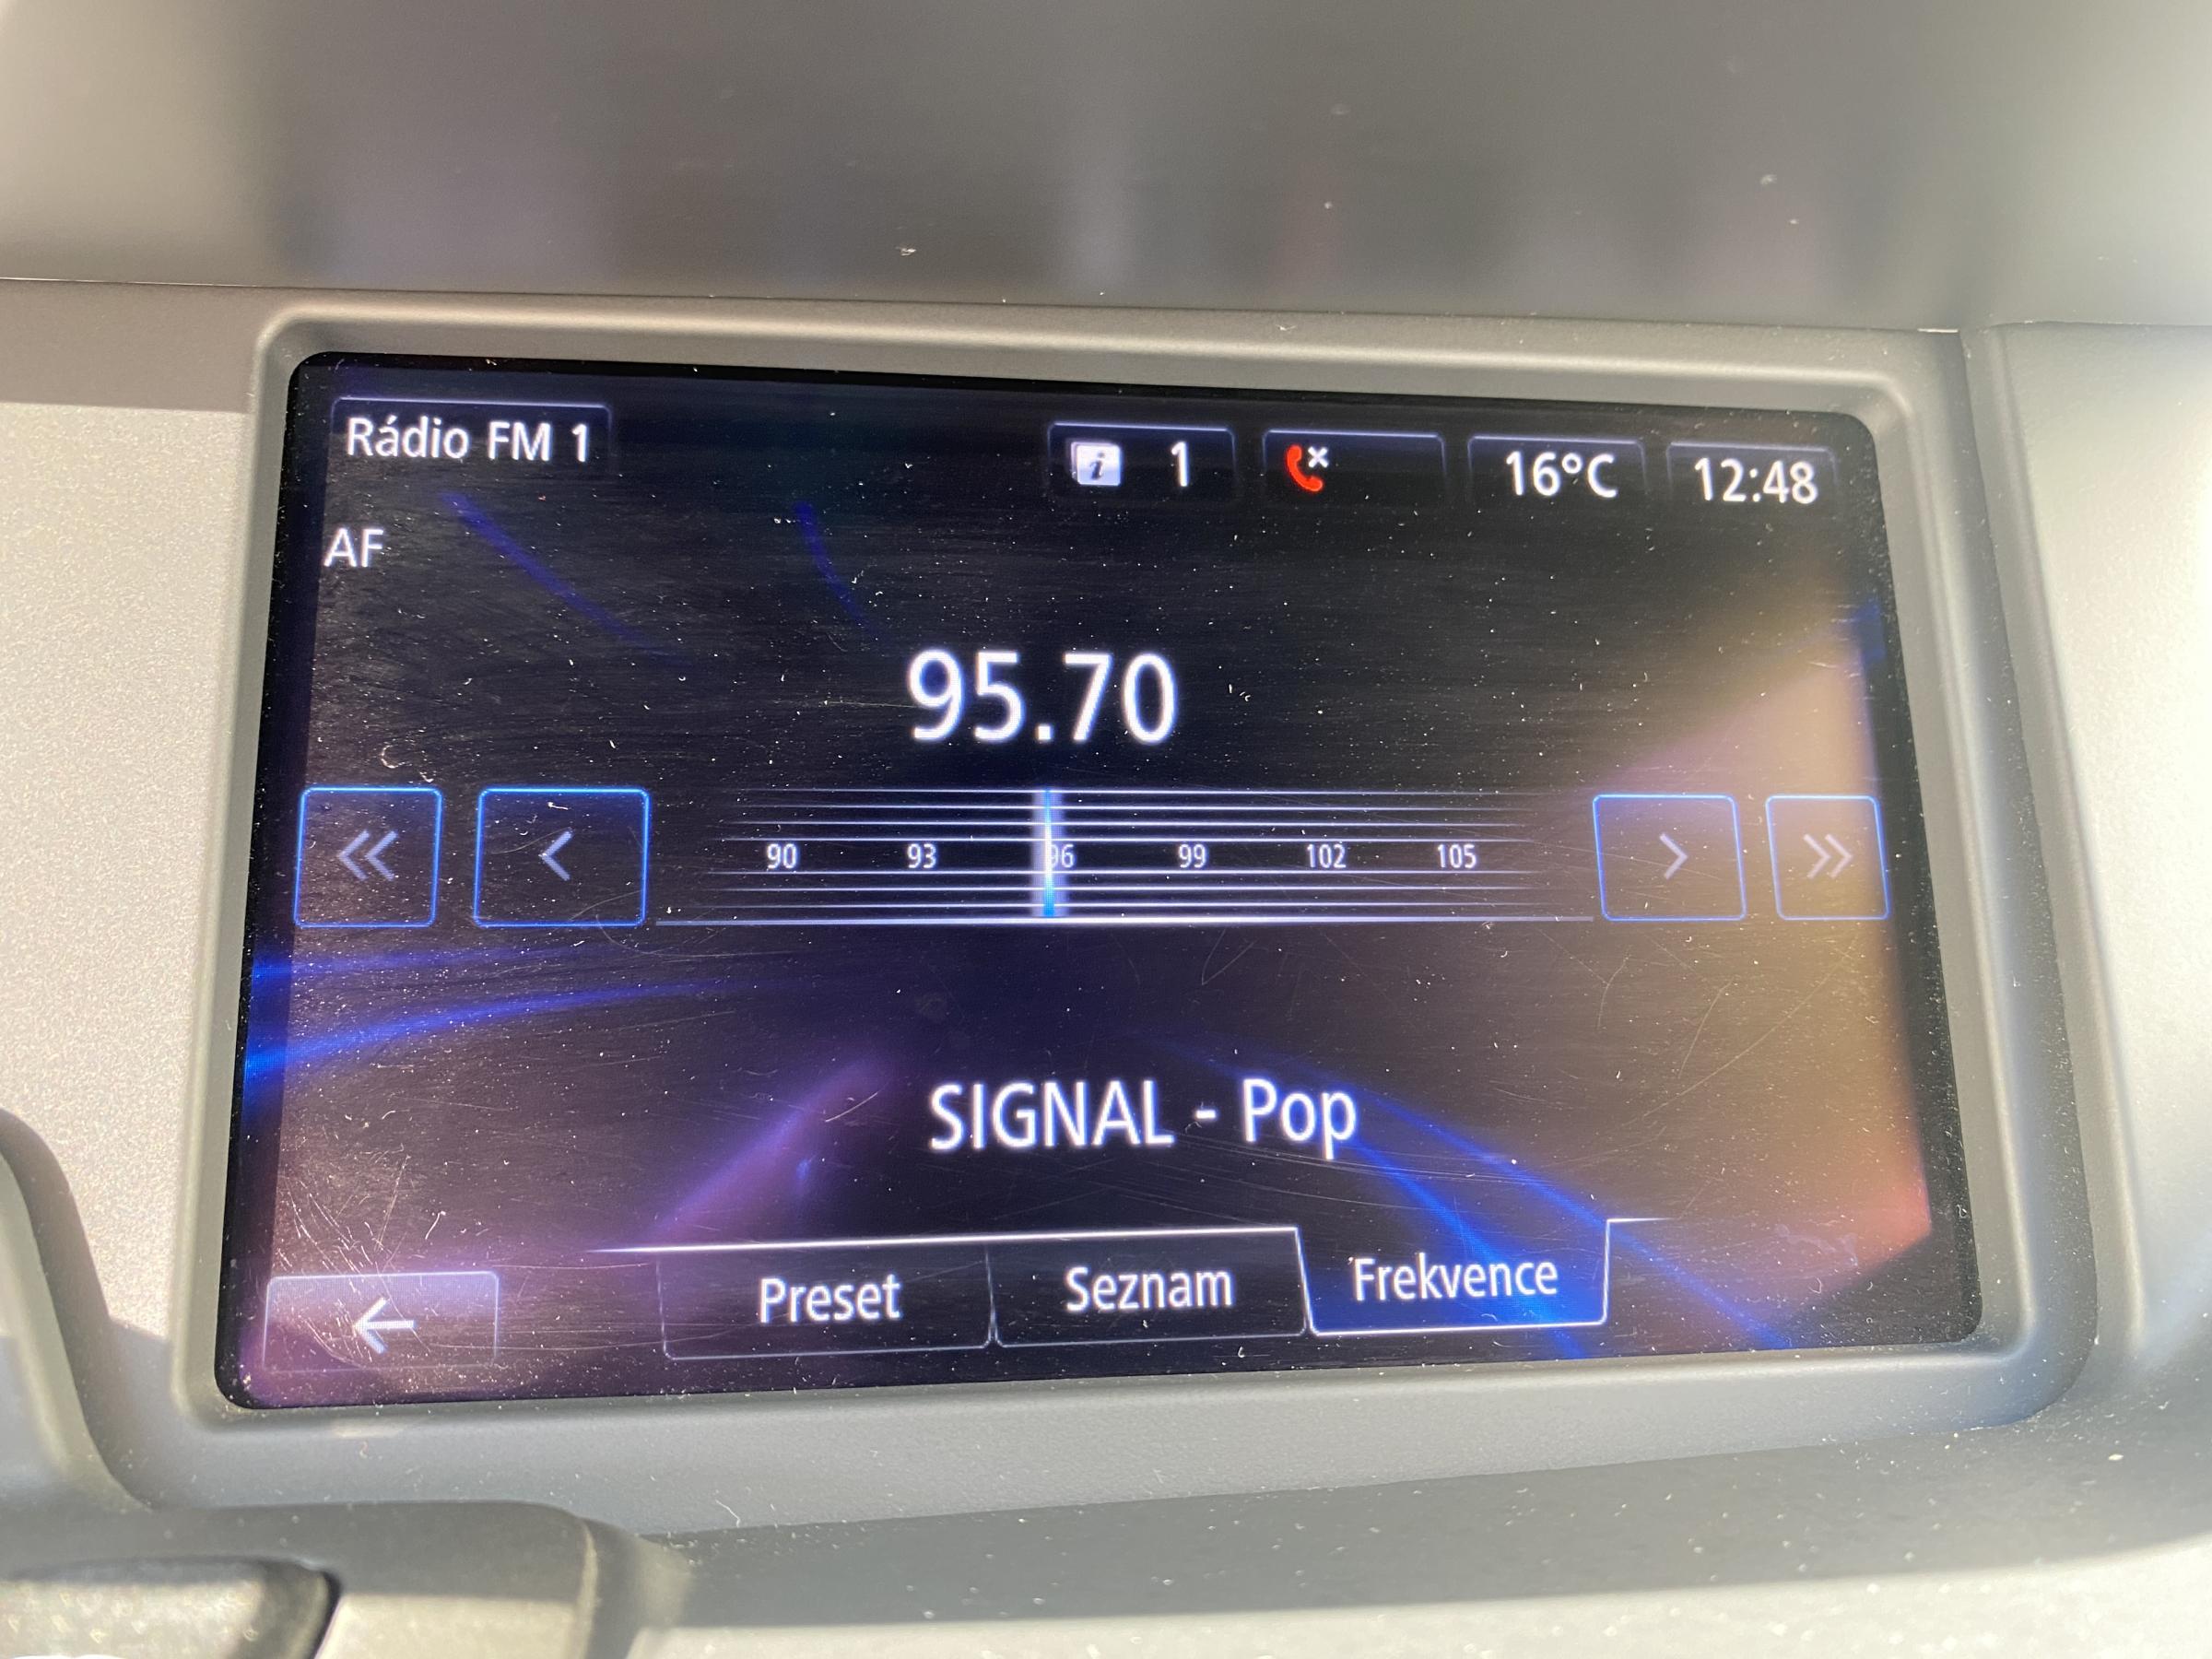 Rádio FM 1
i 1
16°C
12:48
AF
95.70
90 93 96 99 102 105
SIGNAL - Pop
Preset Seznam Frekvence